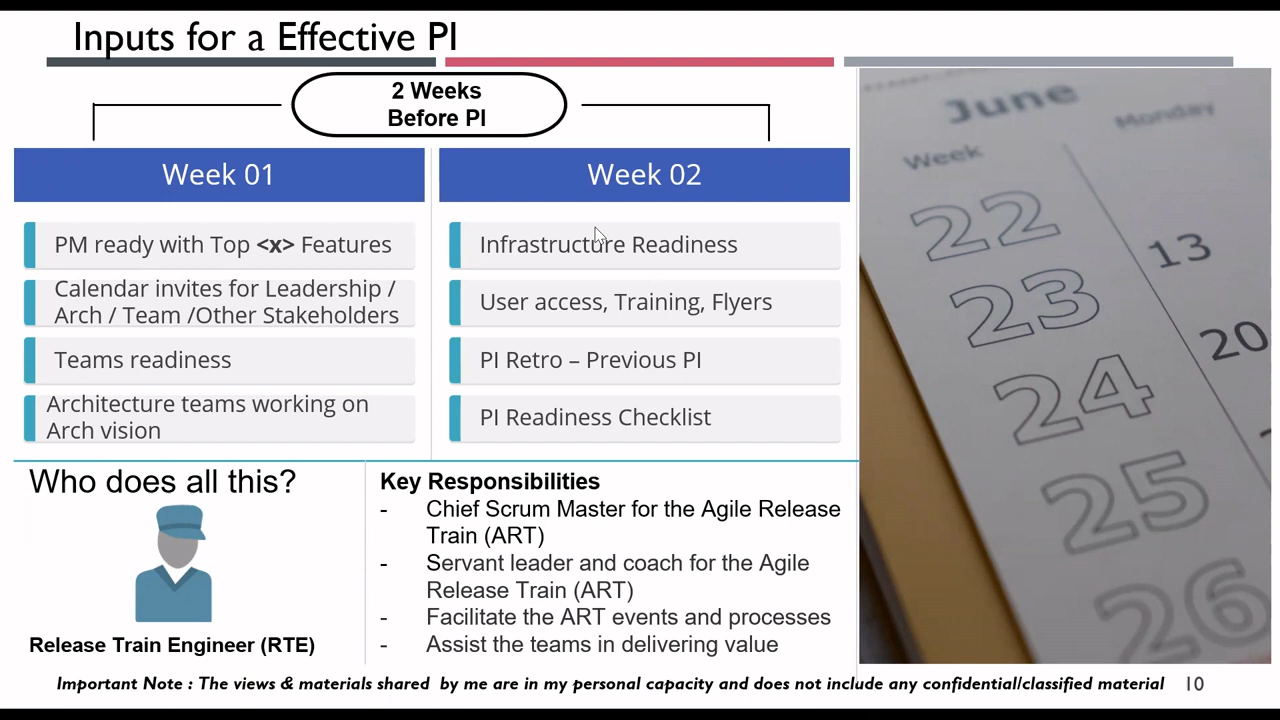 Inputs for a Effective PI
2 Weeks
Before PI
Week 01
Week 02
PM ready with Top <x> Features
Calendar invites for Leadership /
Arch / Team /Other Stakeholders
Teams readiness
Architecture teams working on
Arch vision
Infrastructure Readiness
User access, Training, Flyers
PI Retro – Previous PI
PI Readiness Checklist
Who does all this?
Release Train Engineer (RTE)
Key Responsibilities
- Chief Scrum Master for the Agile Release
Train (ART)
- Servant leader and coach for the Agile
Release Train (ART)
- Facilitate the ART events and processes
- Assist the teams in delivering value
June
Week
Monday
22
13
23
20
24
25
26
Important Note : The views & materials shared by me are in my personal capacity and does not include any confidential/classified material
10